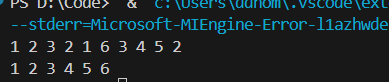 PS D:\Code> & 'c:\Users\ddnom\.vscode\ext
--stderr=Microsoft-MIEngine-Error-l1azhwde
1 2 3 2 1 6 3 4 5 2
1 2 3 4 5 6